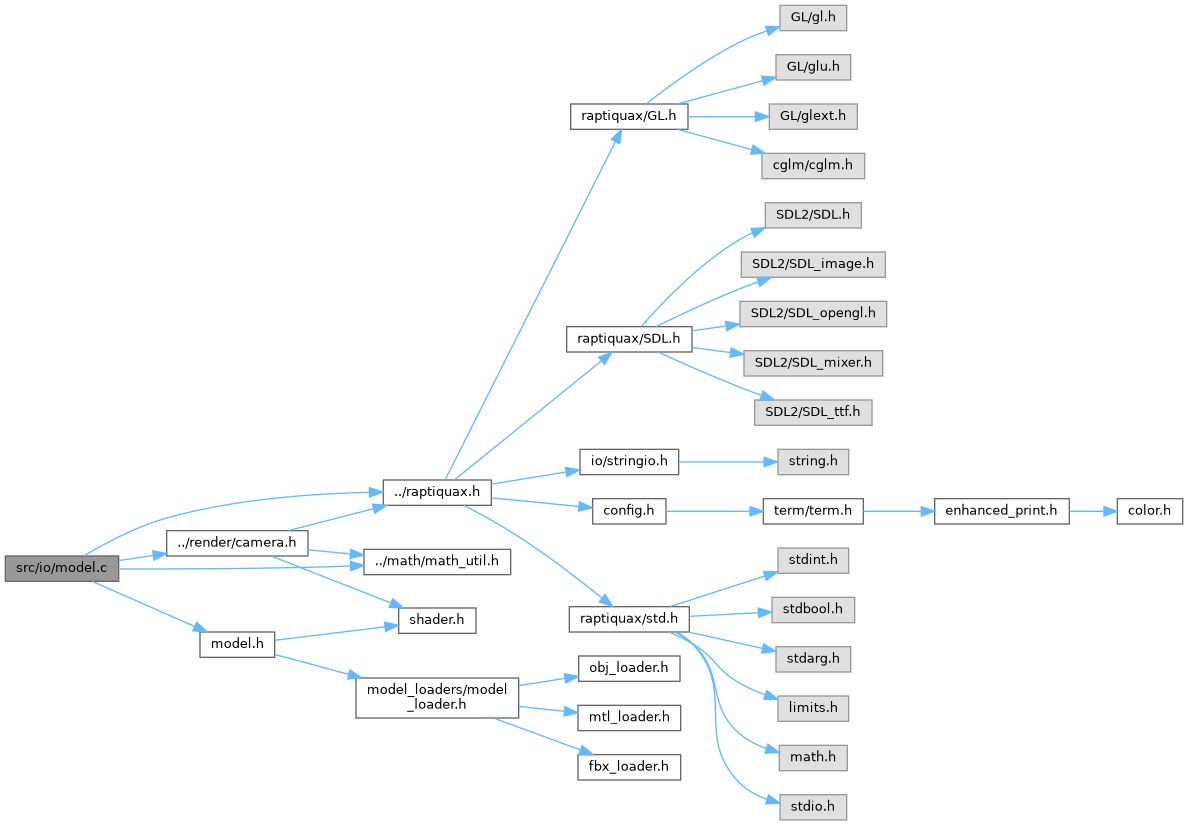 GL/gl.h
GL/glu.h
raptiquax/GL.h
GL/glext.h
cglm/cglm.h
SDL2/SDL.h
SDL2/SDL_image.h
SDL2/SDL_opengl.h
raptiquax/SDL.h
SDL2/SDL_mixer.h
SDL2/SDL_ttf.h
io/stringio.h
string.h
../raptiquax.h
config.h
term/term.h
enhanced_print.h
color.h
../render/camera.h
../math/math_util.h
stdint.h
src/io/model.c
stdbool.h
shader.h
raptiquax/std.h
model.h
stdarg.h
obj_loader.h
model_loaders/model
_loader.h
limits.h
mtl_loader.h
math.h
fbx_loader.h
stdio.h